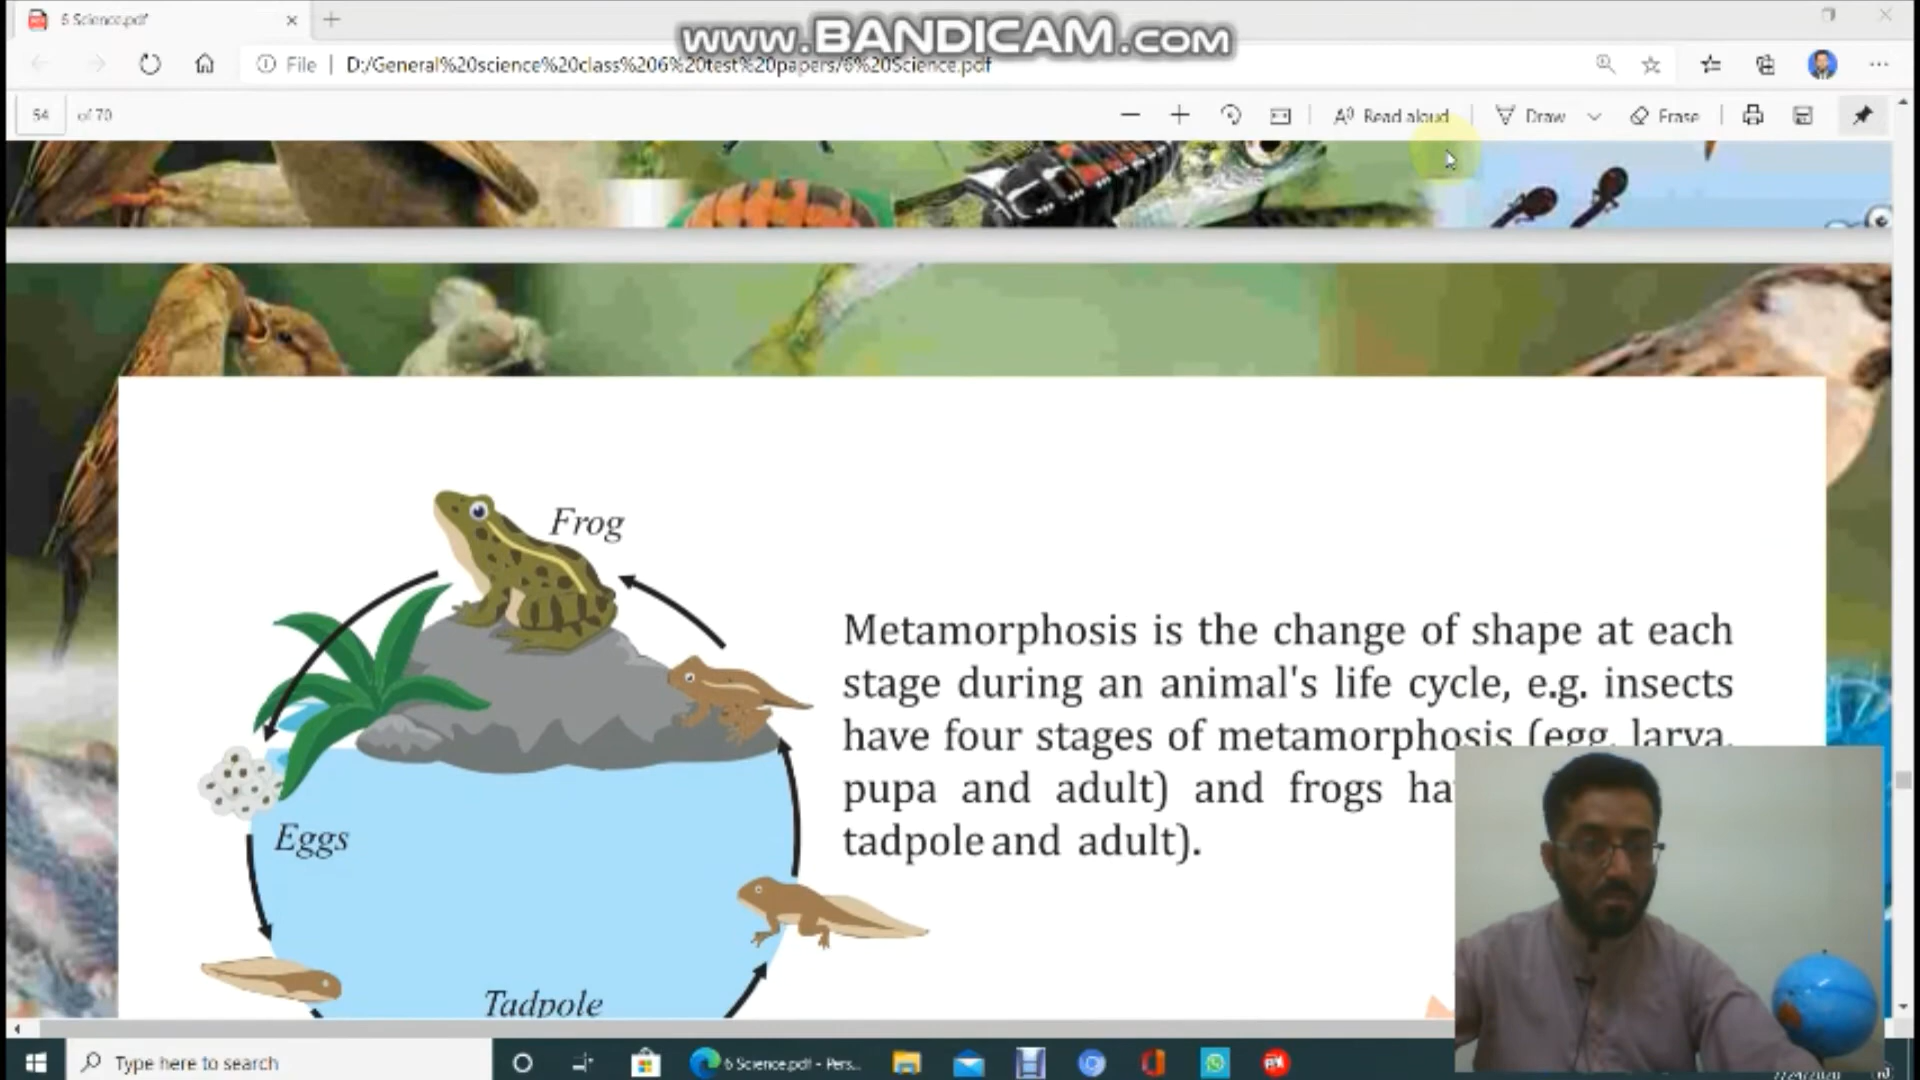 6 Science.pdf
www.BANDICAM.com
File
D:/General%20science%20class%206%20test%20papers/6%20Science.pdf
54
of 70
Read aloud
Draw
Erase
Frog
Metamorphosis is the change of shape at each
stage during an animal's life cycle, e.g. insects
have four stages of metamorphosis (egg, larva,
pupa and adult) and frogs
tadpole and adult).
Eggs
Tadpole
Type here to search
6 Science.pdf - Pers...